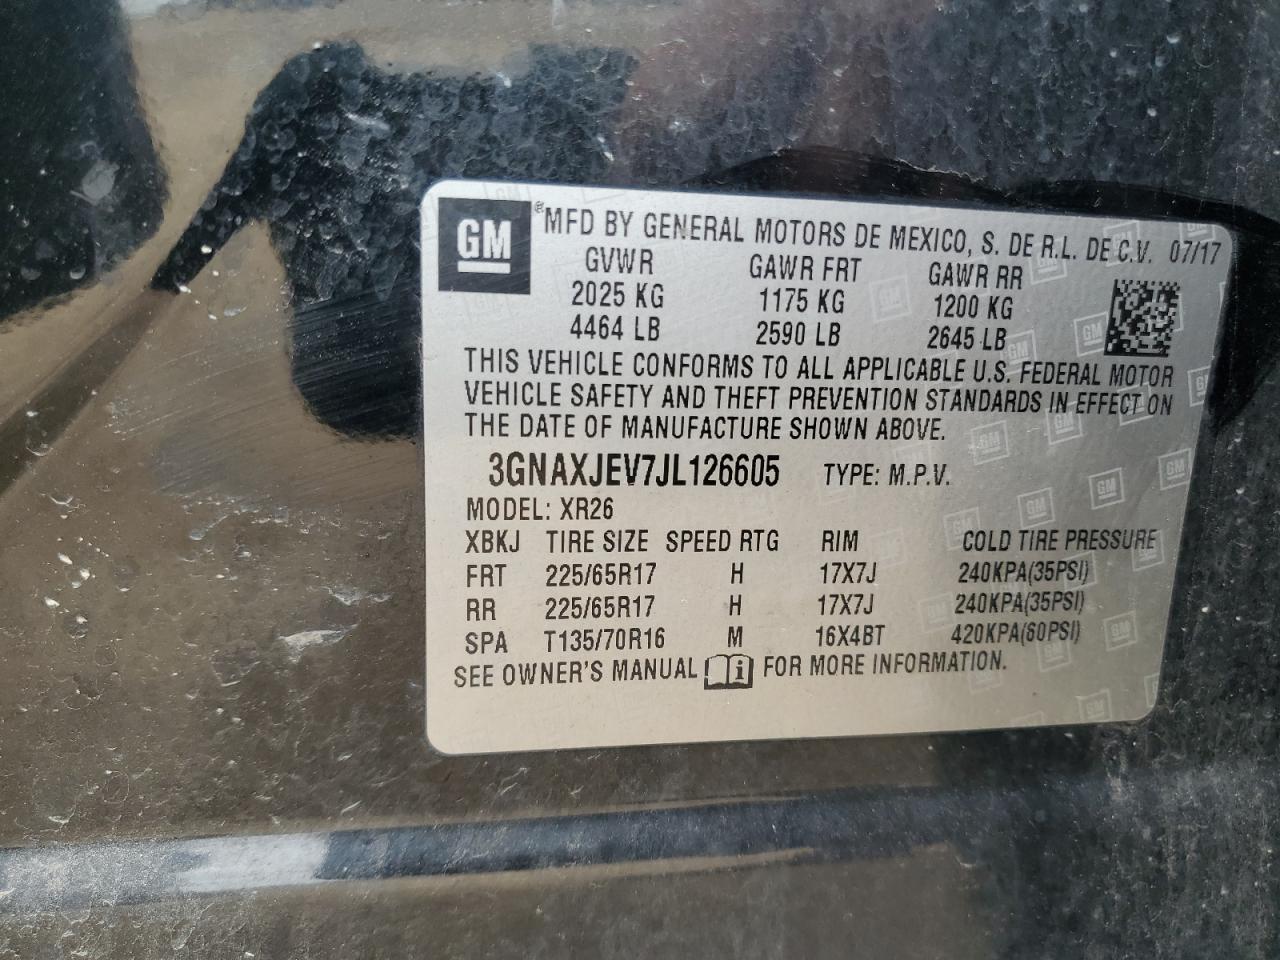 GM ® MFD BY GENERAL MOTORS DE MEXICO, S. DE R.L. DE C.V. 07/17
GVWR GAWR FRT GAWR RR
2025 KG 1175 KG 1200 KG
4464 LB 2590 LB 2645 LB
THIS VEHICLE CONFORMS TO ALL APPLICABLE U.S. FEDERAL MOTOR
VEHICLE SAFETY AND THEFT PREVENTION STANDARDS IN EFFECT ON
THE DATE OF MANUFACTURE SHOWN ABOVE.
3GNAXJEV7JL126605 TYPE: M.P.V.
MODEL: XR26
XBKJ TIRE SIZE SPEED RTG RIM COLD TIRE PRESSURE
FRT 225/65R17 H 17X7J 240KPA(35PSI)
RR 225/65R17 H 17X7J 240KPA(35PSI)
SPA T135/70R16 M 16X4BT 420KPA(60PSI)
SEE OWNER'S MANUAL i FOR MORE INFORMATION.